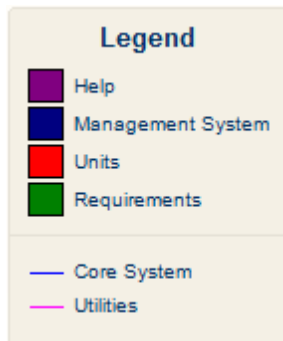 Legend
Help
Management System
Units
Requirements
Core System
Utilities